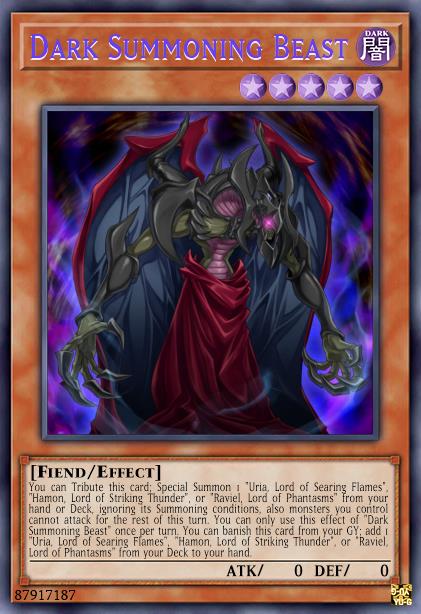 DARK SUMMONING BEAST
DARK
闇
[FIEND/EFFECT]
You can Tribute this card; Special Summon 1 "Uria, Lord of Searing Flames",
"Hamon, Lord of Striking Thunder", or "Raviel, Lord of Phantasms" from your
hand or Deck, ignoring its Summoning conditions, also monsters you control
cannot attack for the rest of this turn. You can only use this effect of "Dark
Summoning Beast" once per turn. You can banish this card from your GY; add 1
"Uria, Lord of Searing Flames", "Hamon, Lord of Striking Thunder", or "Raviel,
Lord of Phantasms" from your Deck to your hand.
ATK/ 0 DEF/ 0
87917187